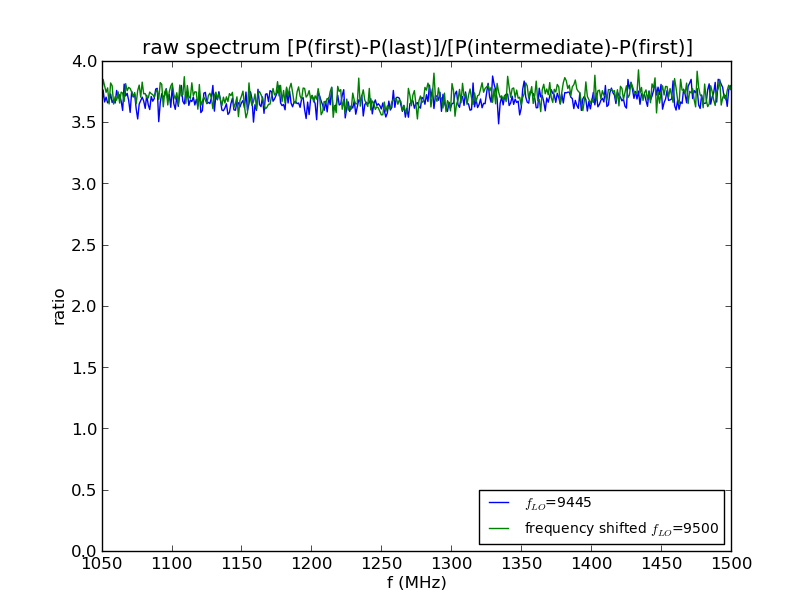 raw spectrum [P(first)-P(last)]/[P(intermediate)-P(first)]
4.0
3.5
3.0
2.5
2.0
1.5
1.0
0.5
0.0
ratio
f_LO=9445
frequency shifted f_LO=9500
1050 1100 1150 1200 1250 1300 1350 1400 1450 1500
f (MHz)